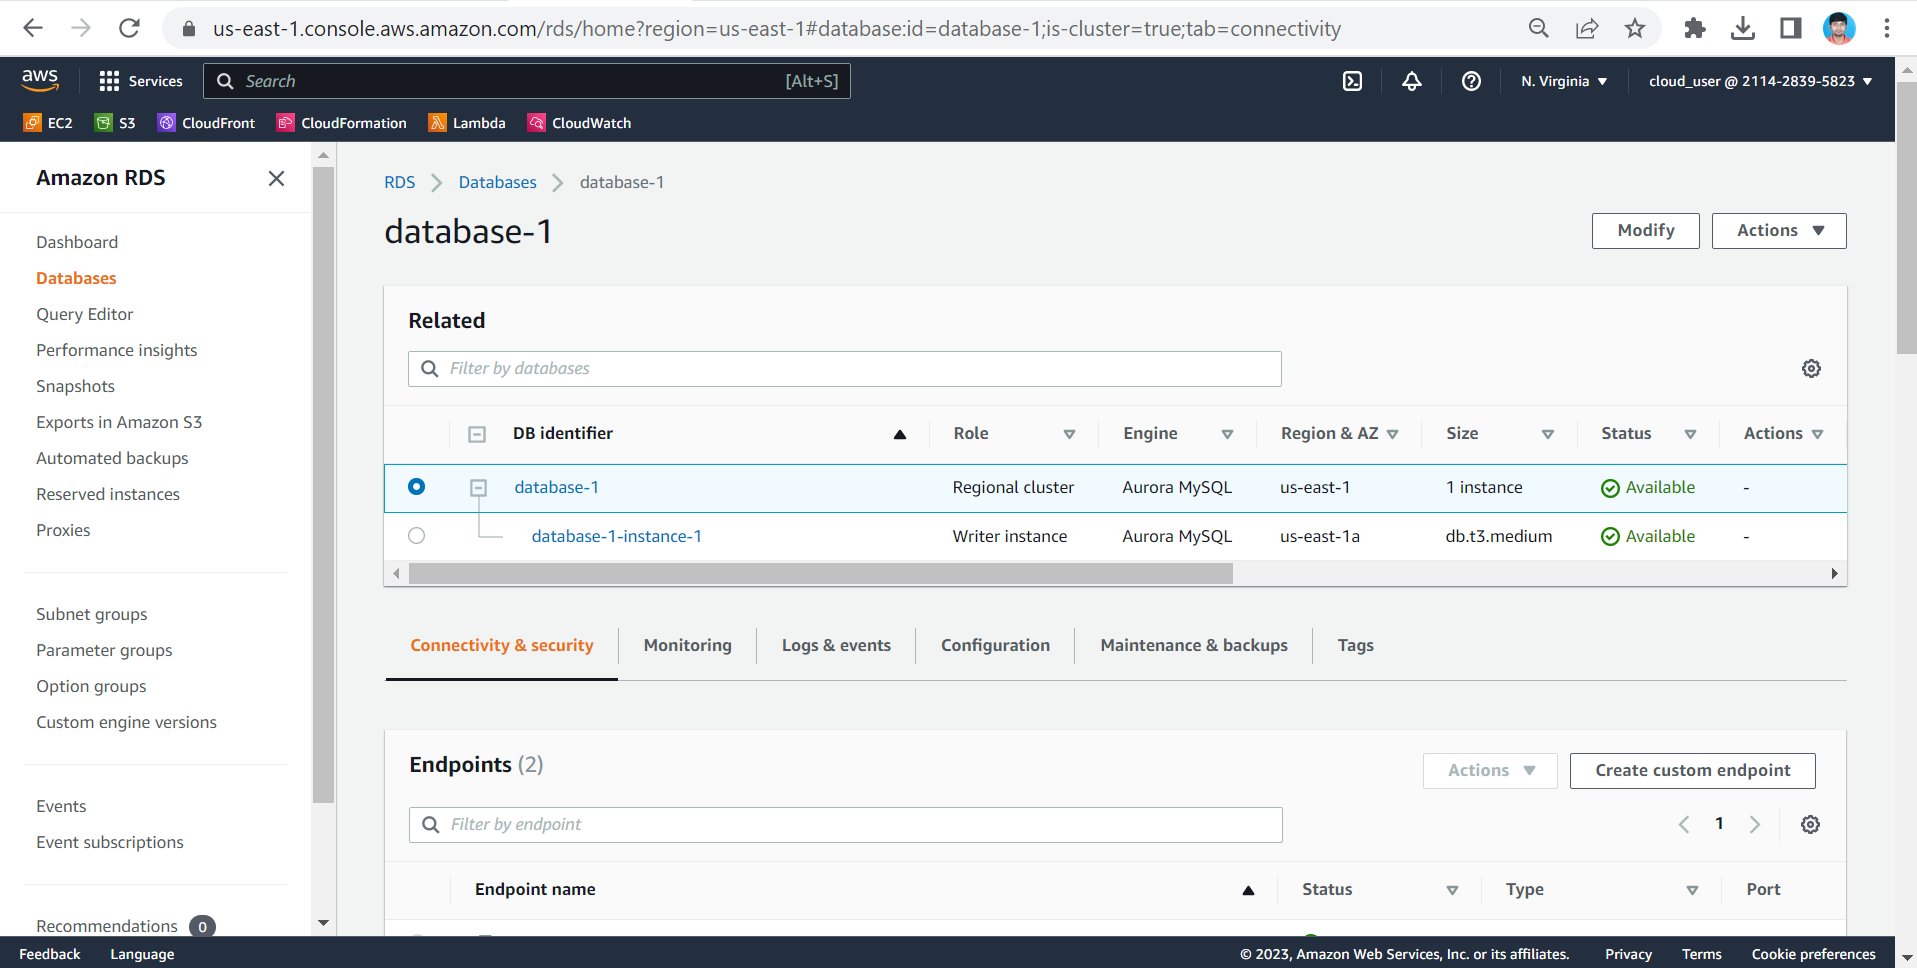 us-east-1.console.aws.amazon.com/rds/home?region=us-east-1#database:id=database-1;is-cluster=true;tab=connectivity
aws
Services
Search
[Alt+S]
N. Virginia
cloud_user @ 2114-2839-5823
EC2
S3
CloudFront
CloudFormation
Lambda
CloudWatch
Amazon RDS
Dashboard
Databases
Query Editor
Performance insights
Snapshots
Exports in Amazon S3
Automated backups
Reserved instances
Proxies
Subnet groups
Parameter groups
Option groups
Custom engine versions
Events
Event subscriptions
Recommendations 0
RDS
Databases
database-1
database-1
Modify
Actions
Related
Filter by databases
DB identifier Role Engine Region & AZ Size Status Actions
database-1 Regional cluster Aurora MySQL us-east-1 1 instance Available -
database-1-instance-1 Writer instance Aurora MySQL us-east-1a db.t3.medium Available -
Connectivity & security
Monitoring
Logs & events
Configuration
Maintenance & backups
Tags
Endpoints (2)
Actions
Create custom endpoint
Filter by endpoint
1
Endpoint name Status Type Port
Feedback
Language
© 2023, Amazon Web Services, Inc. or its affiliates.
Privacy
Terms
Cookie preferences